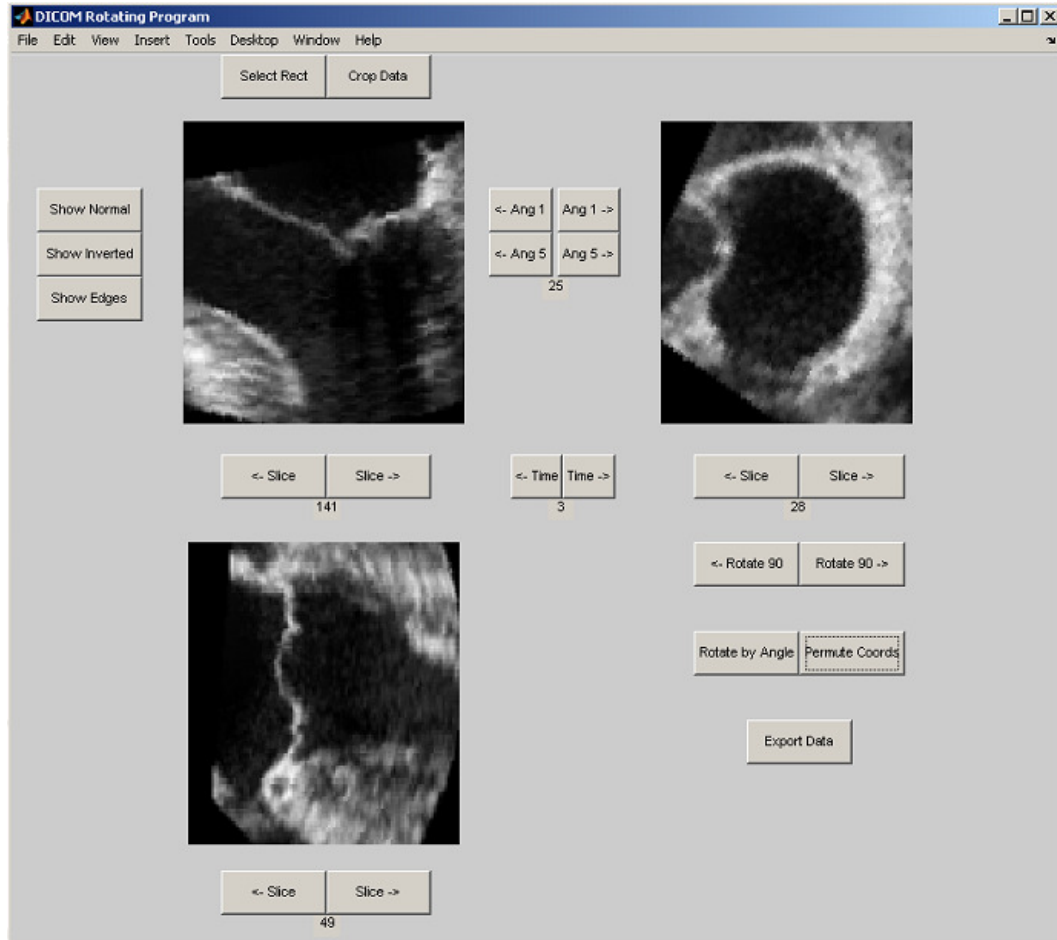 DICOM Rotating Program
File Edit View Insert Tools Desktop Window Help
Select Rect Crop Data
Show Normal <- Ang 1 Ang 1 ->
Show Inverted <- Ang 5 Ang 5 ->
25
Show Edges
<- Slice Slice -> <- Time Time -> <- Slice Slice ->
141 3 28
<- Rotate 90 Rotate 90 ->
Rotate by Angle Permute Coords
Export Data
<- Slice Slice ->
49